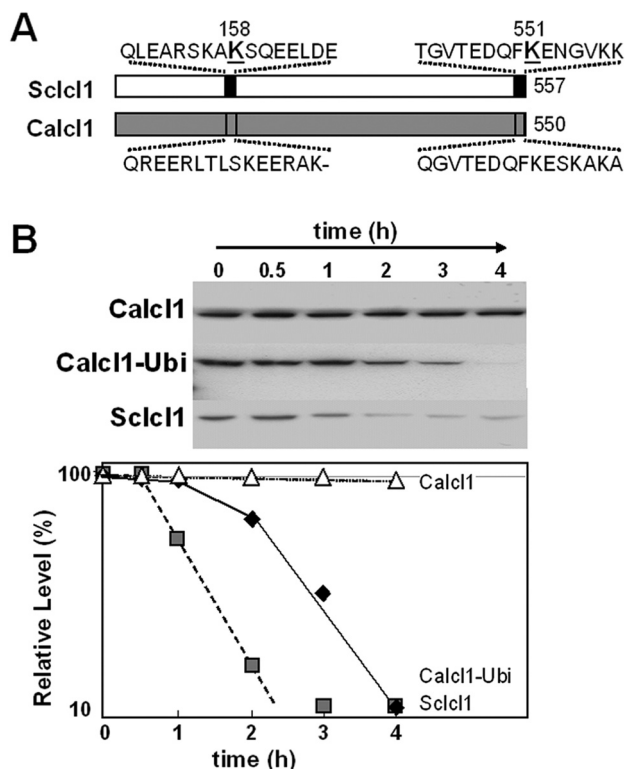 A
158 551
QLEARSKAKSQEELDE TGVTEDQFKENGVKK
ScIcl1 557
CaIcl1 550
QREERLTLSKEERAK- QGVTEDQFKESKAKA
B
time (h)
0 0.5 1 2 3 4
CaIcl1
CaIcl1-Ubi
ScIcl1
100
CaIcl1
Relative Level (%)
CaIcl1-Ubi
ScIcl1
10
0 1 2 3 4
time (h)